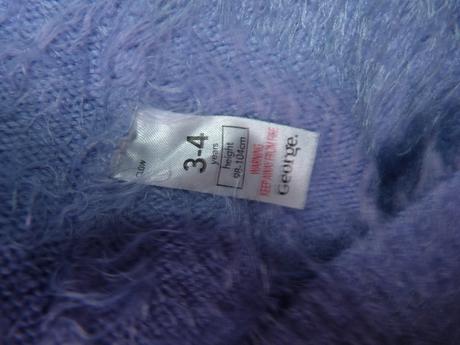 George.
WARNING
KEEP AWAY FROM FIRE
height
98-104cm
3-4
years